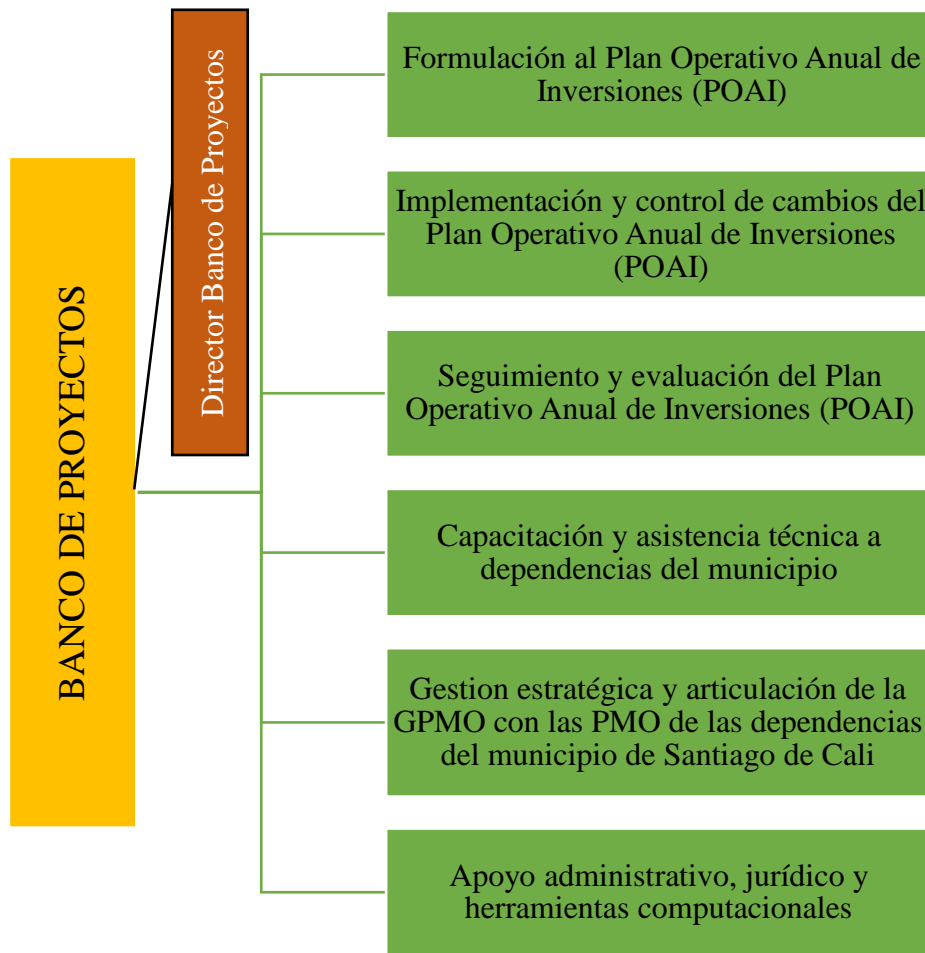 BANCO DE PROYECTOS
Director Banco de Proyectos
Formulación al Plan Operativo Anual de
Inversiones (POAI)
Implementación y control de cambios del
Plan Operativo Anual de Inversiones
(POAI)
Seguimiento y evaluación del Plan
Operativo Anual de Inversiones (POAI)
Capacitación y asistencia técnica a
dependencias del municipio
Gestion estratégica y articulación de la
GPMO con las PMO de las dependencias
del municipio de Santiago de Cali
Apoyo administrativo, jurídico y
herramientas computacionales